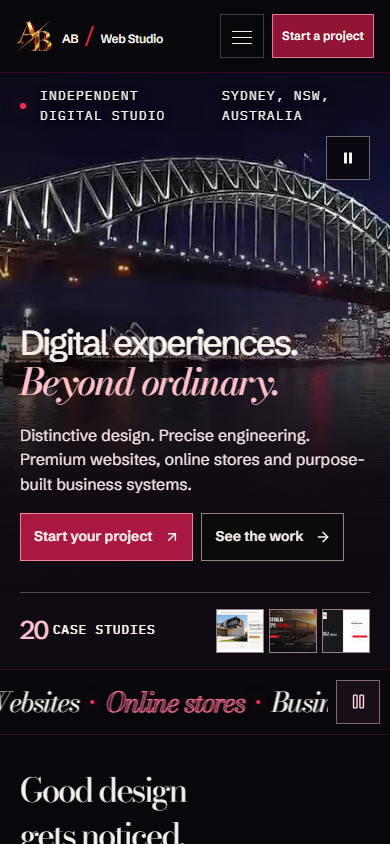 AB
AB / Web Studio
Start a project
INDEPENDENT
DIGITAL STUDIO
SYDNEY, NSW,
AUSTRALIA
Digital experiences.
Beyond ordinary.
Distinctive design. Precise engineering.
Premium websites, online stores and purpose-
built business systems.
Start your project
See the work
20 CASE STUDIES
Websites · Online stores · Busin
Good design
gets noticed.